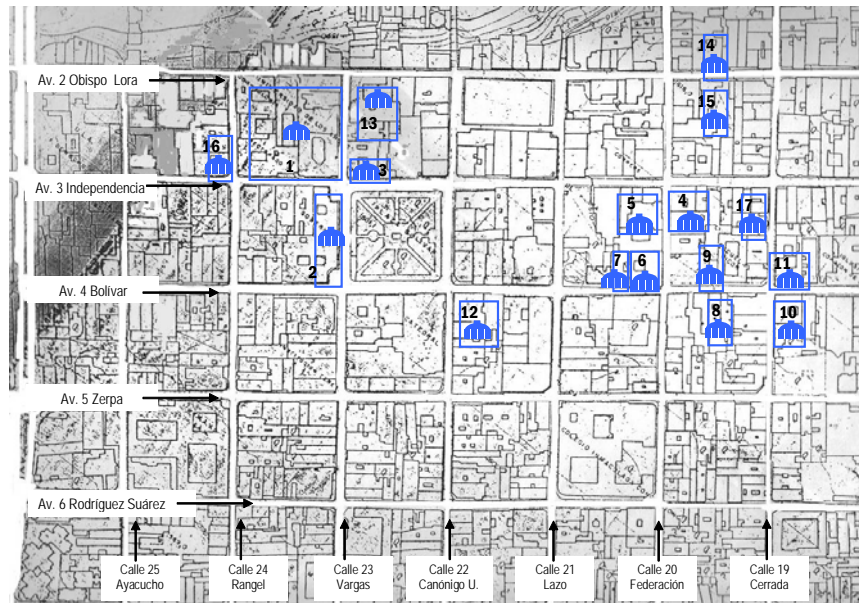 14
Av. 2 Obispo Lora
15
13
16
1
3
Av. 3 Independencia
5
4
17
2
7
6
9
11
Av. 4 Bolívar
12
8
10
Av. 5 Zerpa
Av. 6 Rodríguez Suárez
Calle 25
Ayacucho
Calle 24
Rangel
Calle 23
Vargas
Calle 22
Canónigo U.
Calle 21
Lazo
Calle 20
Federación
Calle 19
Cerrada